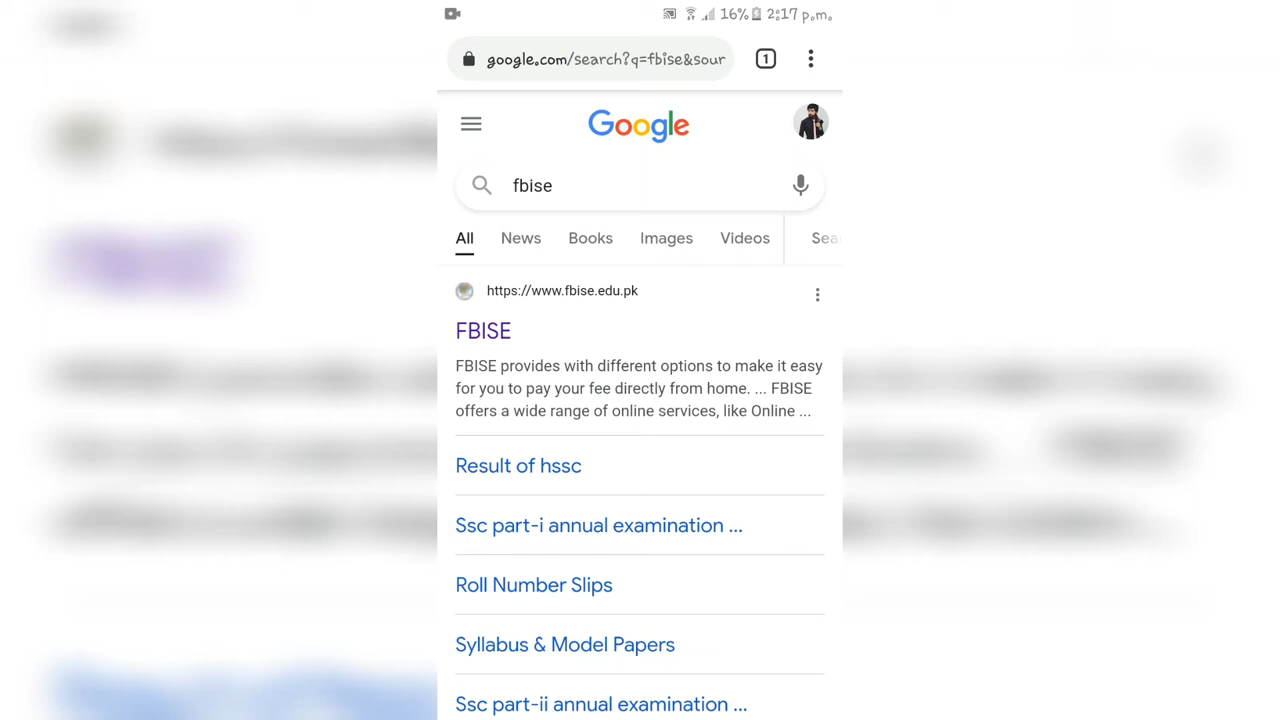 16% 2:17 p.m.
google.com/search?q=fbise&sour
1
Google
fbise
All News Books Images Videos Sea
https://www.fbise.edu.pk
FBISE
FBISE provides with different options to make it easy
for you to pay your fee directly from home. ... FBISE
offers a wide range of online services, like Online ...
Result of hssc
Ssc part-i annual examination ...
Roll Number Slips
Syllabus & Model Papers
Ssc part-ii annual examination ...